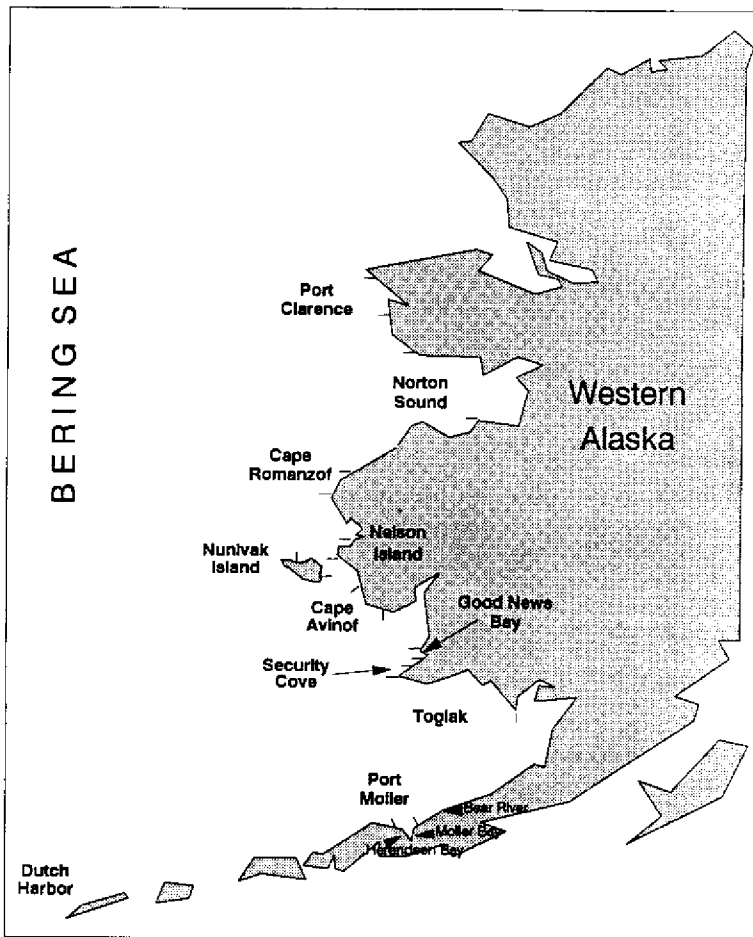 BERING SEA
Port
Clarence
Norton
Sound
Western
Alaska
Cape
Romanzof
Nelson
Island
Nunivak
Island
Cape
Avinof
Good News
Bay
Security
Cove
Togiak
Port
Moller
Bear River
Moller Bay
Herendeen Bay
Dutch
Harbor